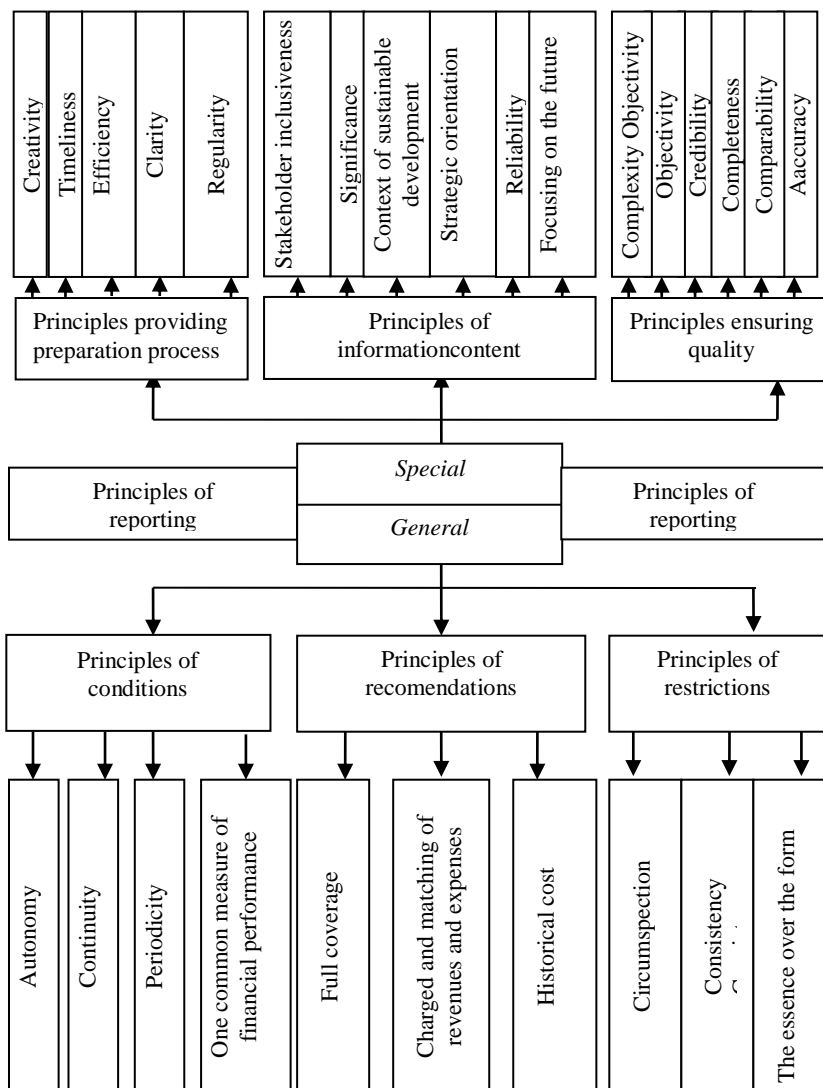 Creativity
Timeliness
Efficiency
Clarity
Regularity
Stakeholder inclusiveness
Significance
Context of sustainable
development
Strategic orientation
Reliability
Focusing on the future
Complexity Objectivity
Objectivity
Credibility
Completeness
Comparability
Aaccuracy
Principles providing
preparation process
Principles of
informationcontent
Principles ensuring
quality
Special
Principles of
reporting
Principles of
reporting
General
Principles of
conditions
Principles of
recomendations
Principles of
restrictions
Autonomy
Continuity
Periodicity
One common measure of
financial performance
Full coverage
Charged and matching of
revenues and expenses
Historical cost
Circumspection
Consistency
The essence over the form